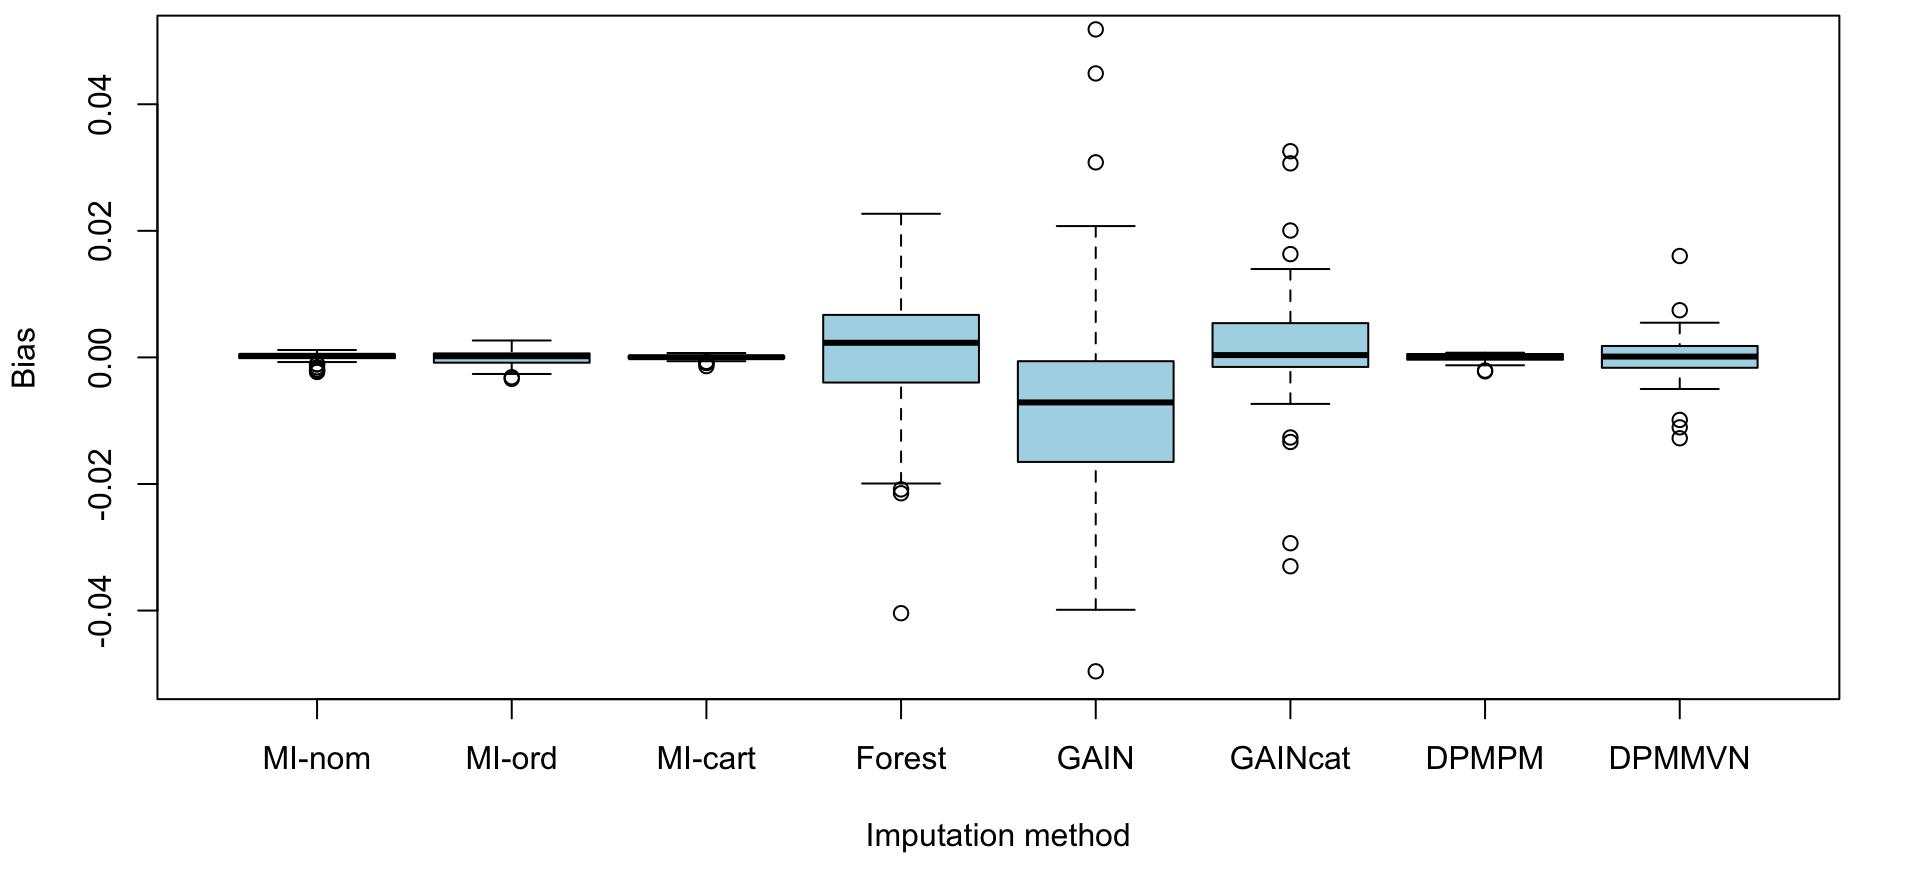 Bias
0.04
0.02
0.00
-0.02
-0.04
MI-nom MI-ord MI-cart Forest GAIN GAINcat DPMPM DPMMVN
Imputation method